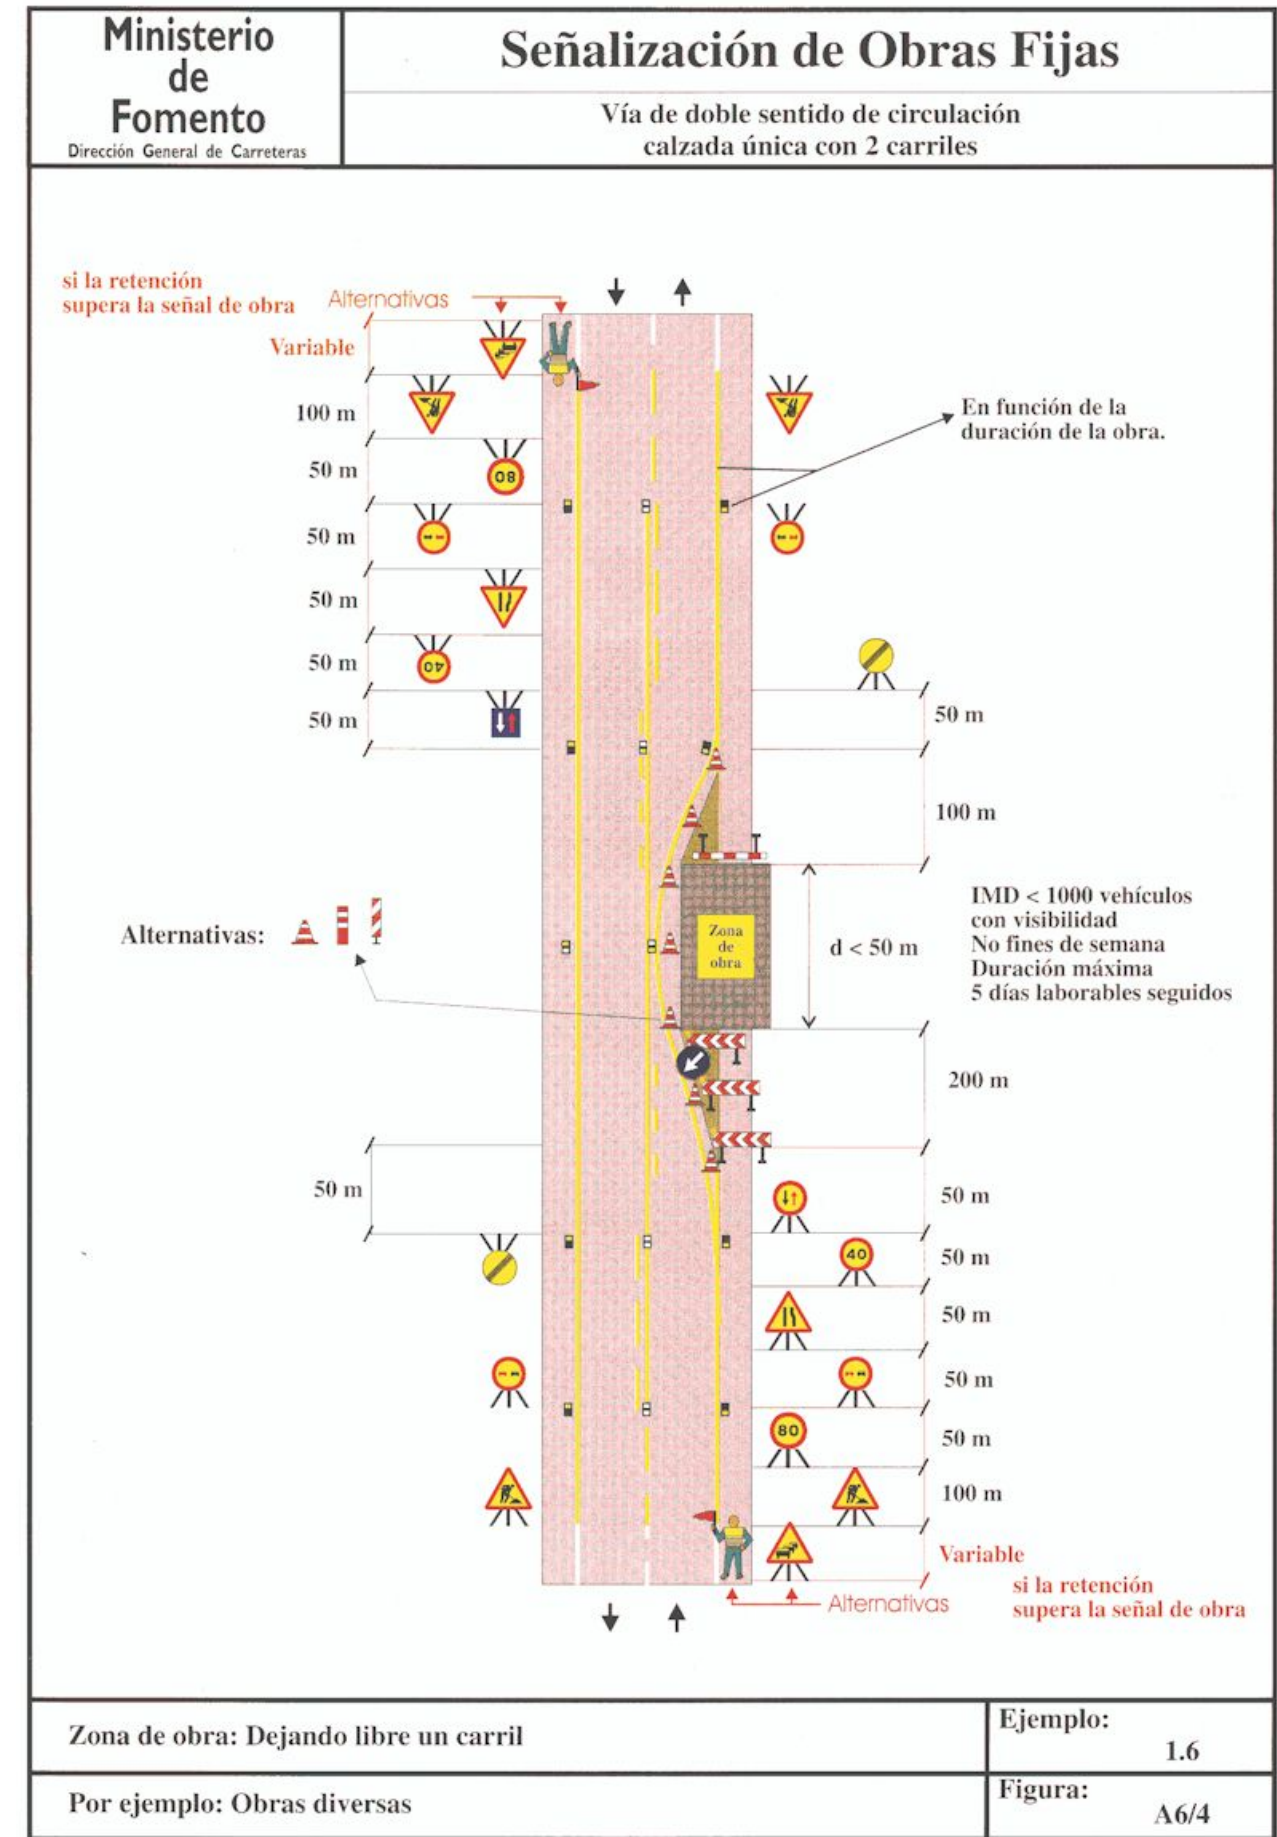 Ministerio
de
Fomento
Dirección General de Carreteras
Señalización de Obras Fijas
Vía de doble sentido de circulación
calzada única con 2 carriles
si la retención
supera la señal de obra
Alternativas
Variable
100 m
50 m
80
50 m
50 m
50 m
40
50 m
En función de la
duración de la obra.
50 m
100 m
Alternativas:
Zona
de
obra
d < 50 m
IMD < 1000 vehículos
con visibilidad
No fines de semana
Duración máxima
5 días laborables seguidos
200 m
50 m
50 m
40
50 m
50 m
50 m
80
50 m
100 m
Variable
si la retención
supera la señal de obra
Alternativas
Zona de obra: Dejando libre un carril
Ejemplo:
1.6
Por ejemplo: Obras diversas
Figura:
A6/4